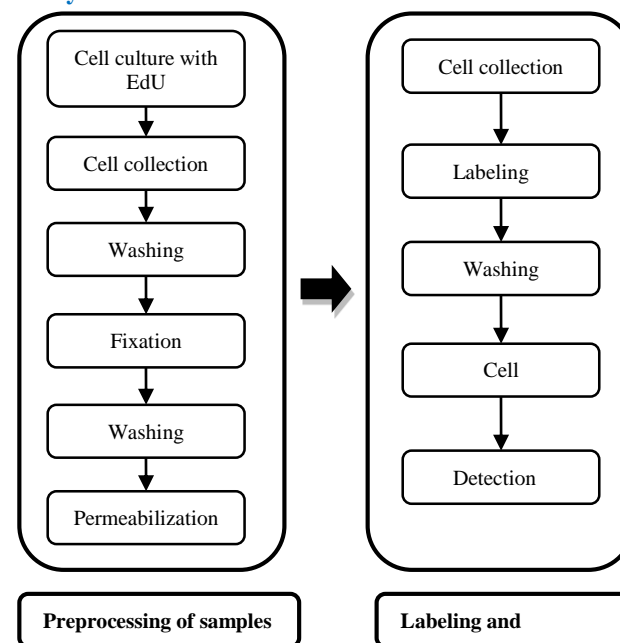 Cell culture with
EdU
Cell collection
Washing
Fixation
Washing
Permeabilization
Preprocessing of samples
Cell collection
Labeling
Washing
Cell
Detection
Labeling and